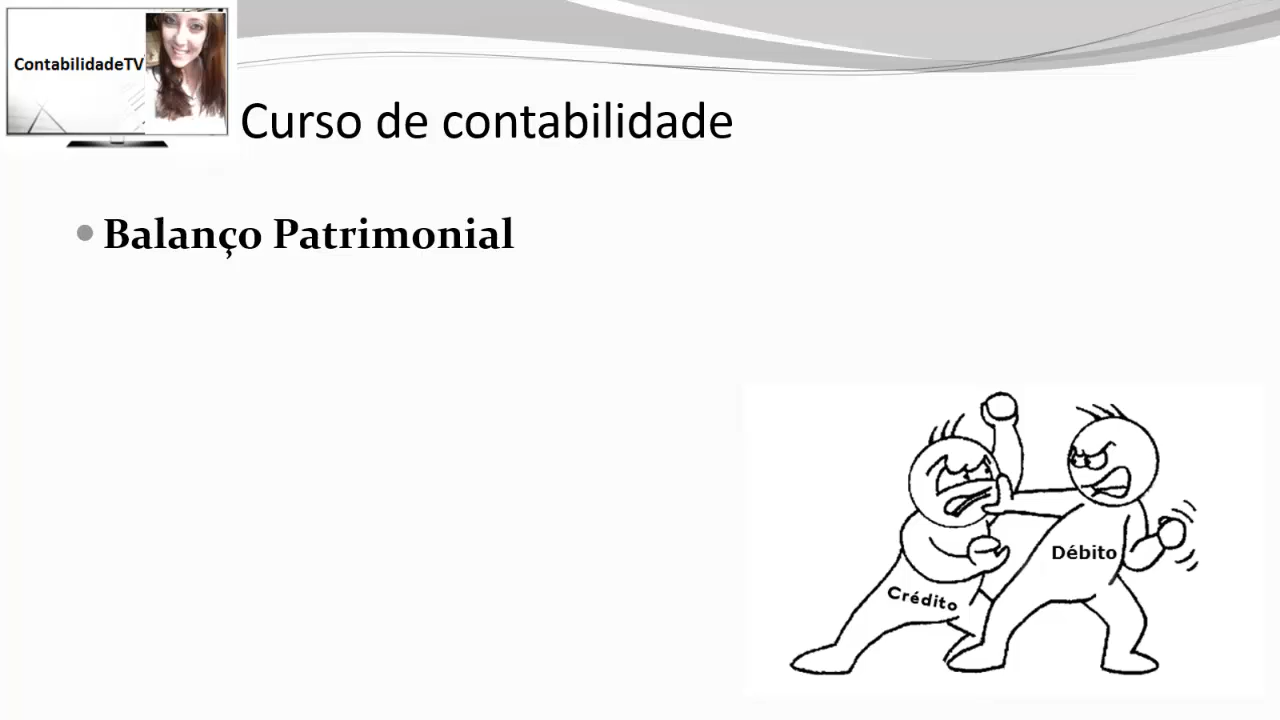 ContabilidadeTV
Curso de contabilidade
Balanço Patrimonial
Débito
Crédito